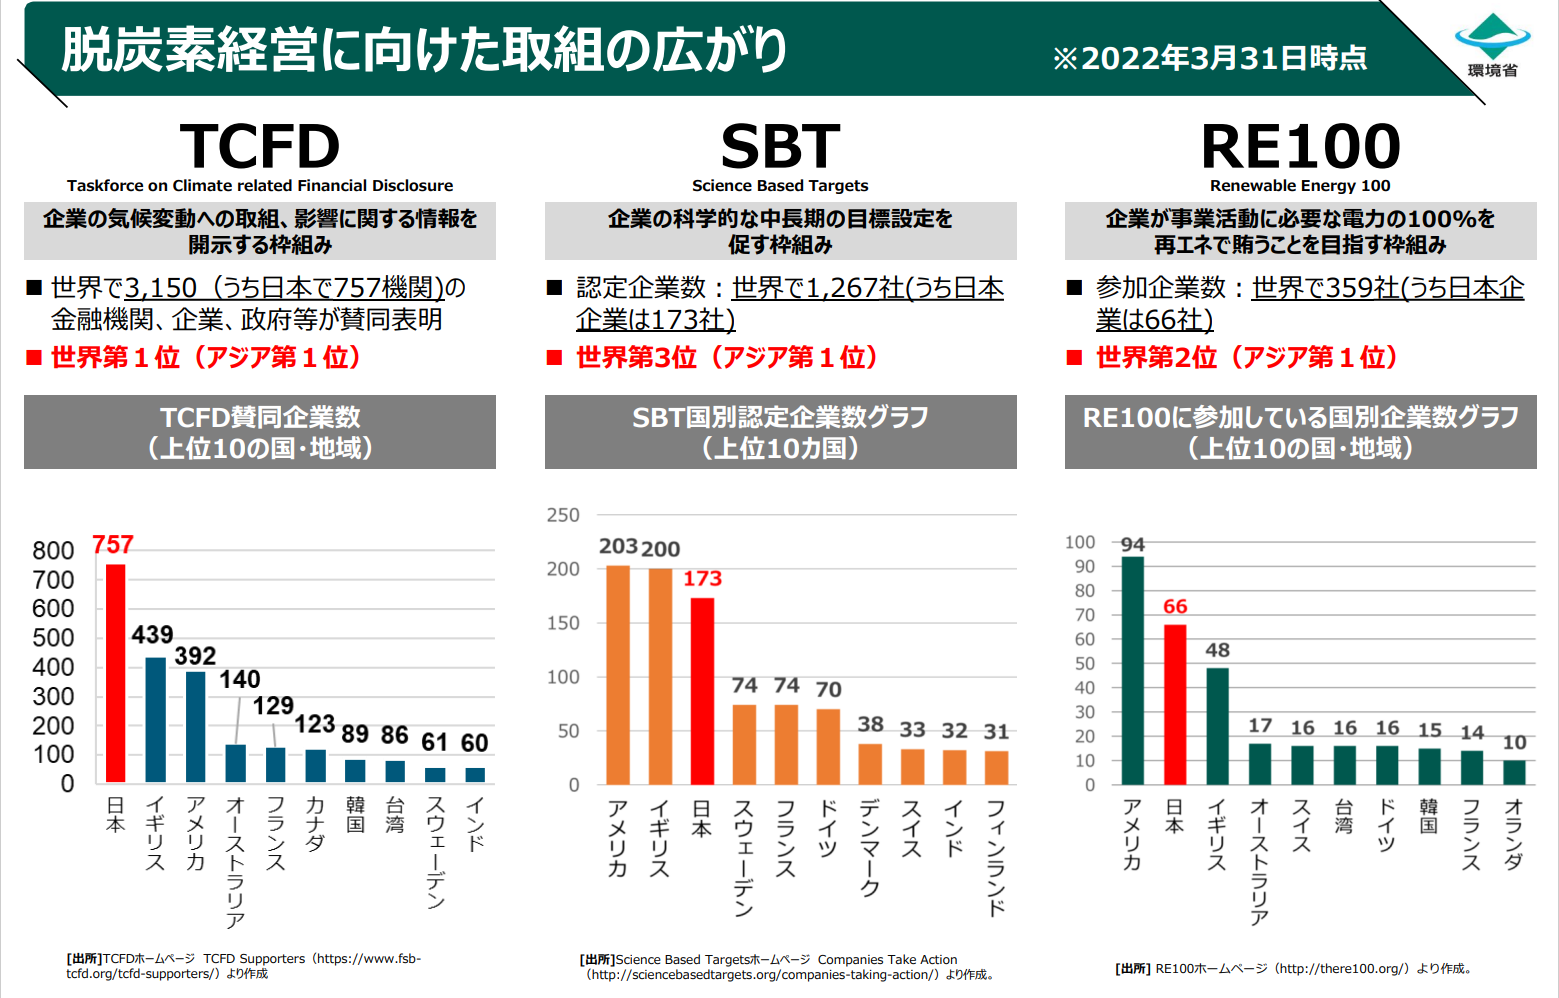 脱炭素経営に向けた取組の広がり
※2022年3月31日時点
環境省
TCFD
Taskforce on Climate related Financial Disclosure
企業の気候変動への取組、影響に関する情報を
開示する枠組み
■ 世界で3,150（うち日本で757機関)の
金融機関、企業、政府等が賛同表明
■ 世界第１位（アジア第１位）
TCFD賛同企業数
（上位10の国・地域）
800
700
600
500
400
300
200
100
0
757
439
392
140
129
123
89
86
61
60
日本
イギリス
アメリカ
オーストラリア
フランス
カナダ
韓国
台湾
スウェーデン
インド
[出所]TCFDホームページ TCFD Supporters（https://www.fsb-
tcfd.org/tcfd-supporters/）より作成
SBT
Science Based Targets
企業の科学的な中長期の目標設定を
促す枠組み
■ 認定企業数：世界で1,267社(うち日本
企業は173社)
■ 世界第3位（アジア第１位）
SBT国別認定企業数グラフ
（上位10カ国）
250
200
150
100
50
0
203
200
173
74
74
70
38
33
32
31
アメリカ
イギリス
日本
スウェーデン
フランス
ドイツ
デンマーク
スイス
インド
フィンランド
[出所]Science Based Targetsホームページ Companies Take Action
（http://sciencebasedtargets.org/companies-taking-action/）より作成。
RE100
Renewable Energy 100
企業が事業活動に必要な電力の100%を
再エネで賄うことを目指す枠組み
■ 参加企業数：世界で359社(うち日本企
業は66社)
■ 世界第2位（アジア第１位）
RE100に参加している国別企業数グラフ
（上位10の国・地域）
100
90
80
70
60
50
40
30
20
10
0
94
66
48
17
16
16
16
15
14
10
アメリカ
日本
イギリス
オーストラリア
スイス
台湾
ドイツ
韓国
フランス
オランダ
[出所] RE100ホームページ（http://there100.org/）より作成。